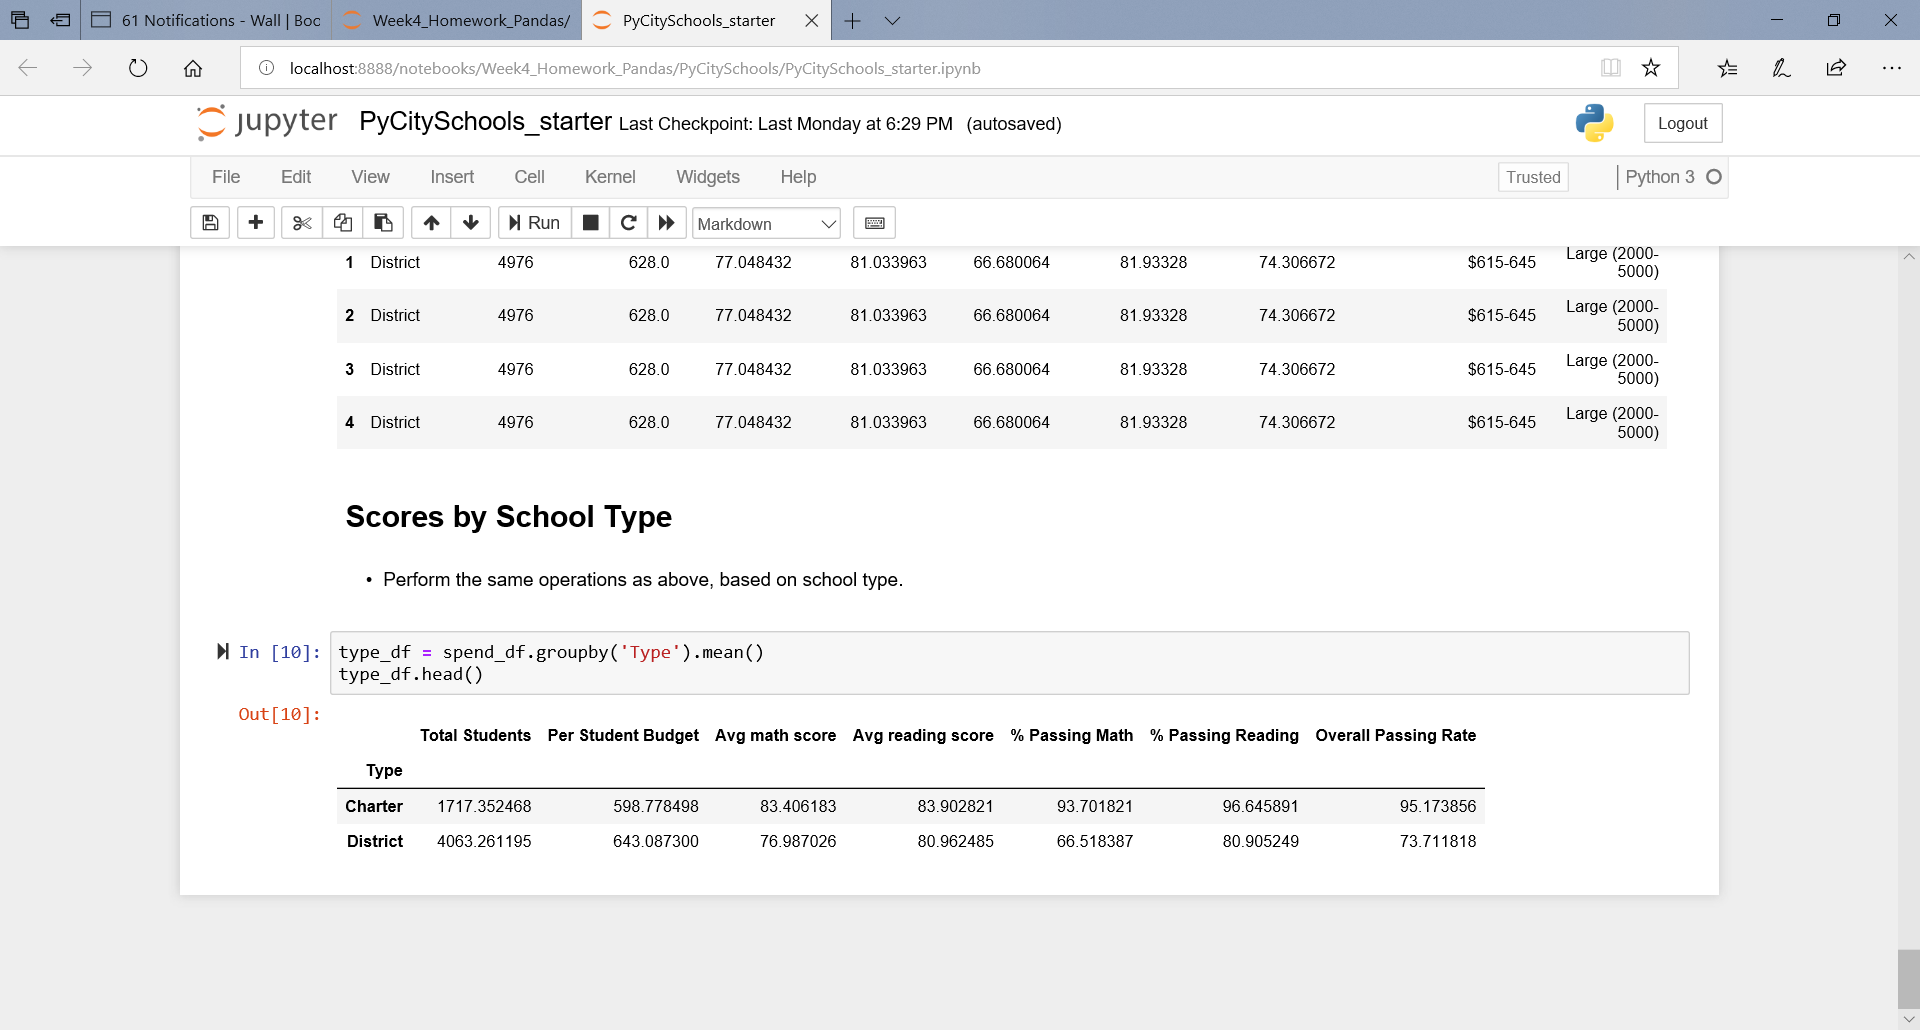 61 Notifications - Wall | Boo
Week4_Homework_Pandas/
PyCitySchools_starter
localhost:8888/notebooks/Week4_Homework_Pandas/PyCitySchools/PyCitySchools_starter.ipynb
jupyter PyCitySchools_starter Last Checkpoint: Last Monday at 6:29 PM (autosaved)
Logout
File Edit View Insert Cell Kernel Widgets Help
Trusted
Python 3
Run
Markdown
1 District 4976 628.0 77.048432 81.033963 66.680064 81.93328 74.306672 $615-645 Large (2000-
5000)
2 District 4976 628.0 77.048432 81.033963 66.680064 81.93328 74.306672 $615-645 Large (2000-
5000)
3 District 4976 628.0 77.048432 81.033963 66.680064 81.93328 74.306672 $615-645 Large (2000-
5000)
4 District 4976 628.0 77.048432 81.033963 66.680064 81.93328 74.306672 $615-645 Large (2000-
5000)
Scores by School Type
• Perform the same operations as above, based on school type.
In [10]: type_df = spend_df.groupby('Type').mean()
type_df.head()
Out[10]:
Total Students Per Student Budget Avg math score Avg reading score % Passing Math % Passing Reading Overall Passing Rate
Type
Charter 1717.352468 598.778498 83.406183 83.902821 93.701821 96.645891 95.173856
District 4063.261195 643.087300 76.987026 80.962485 66.518387 80.905249 73.711818